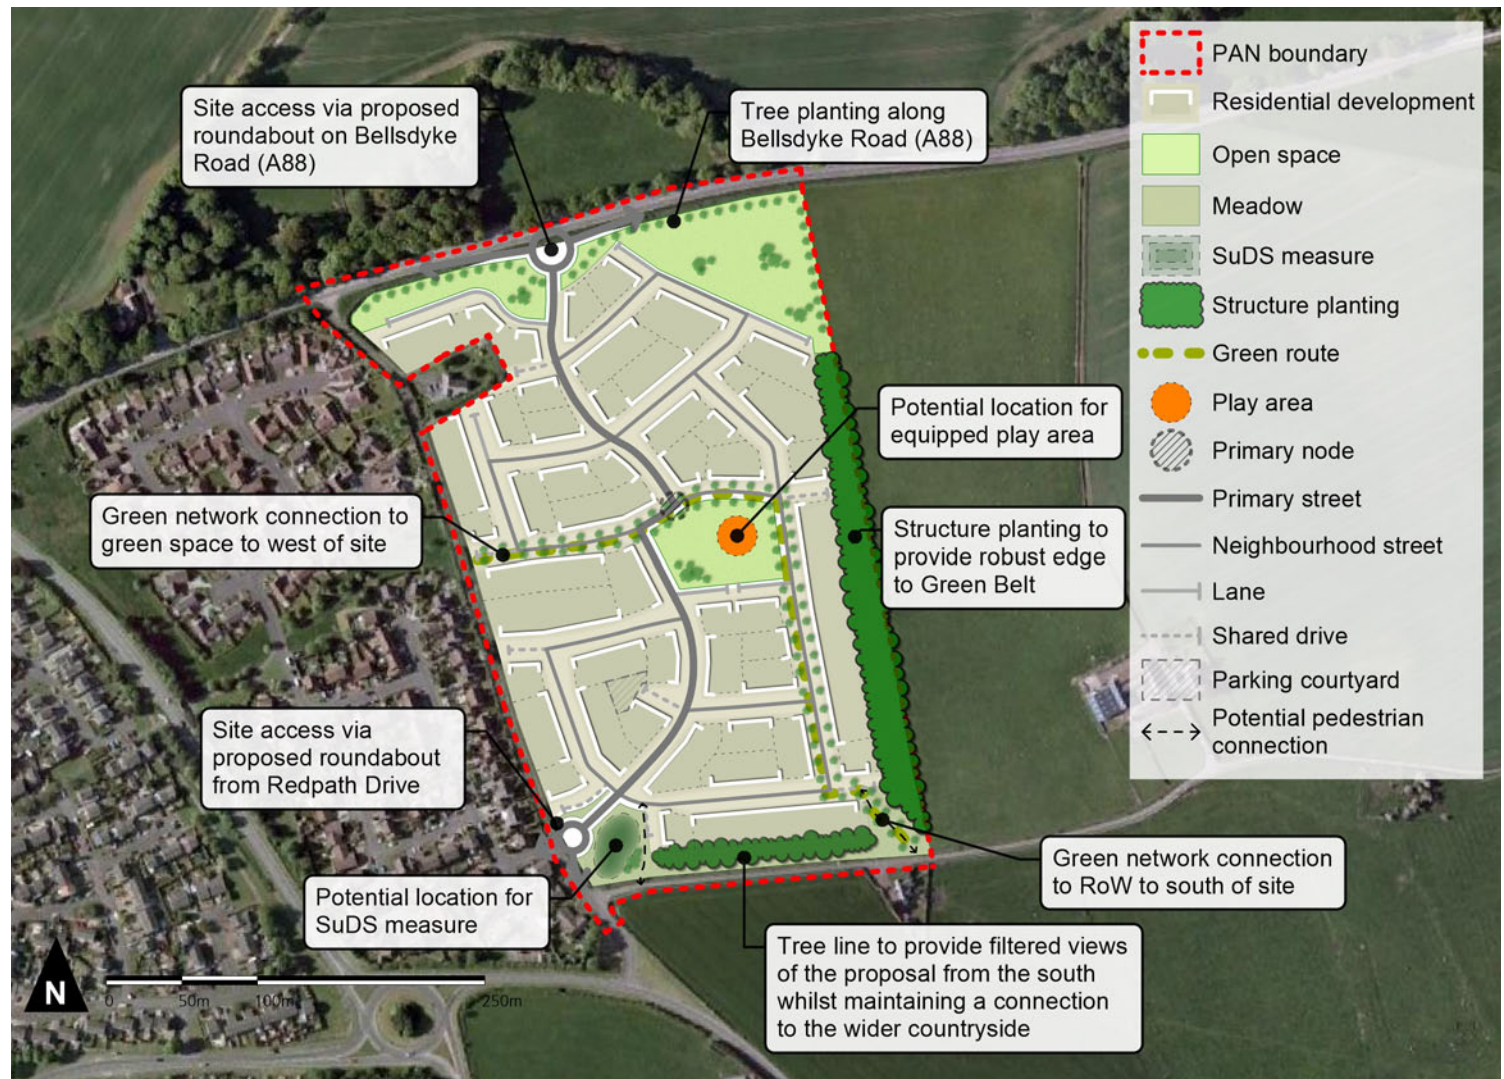 Site access via proposed
roundabout on Bellsdyke
Road (A88)
Tree planting along
Bellsdyke Road (A88)
Potential location for
equipped play area
Green network connection to
green space to west of site
Structure planting to
provide robust edge
to Green Belt
Site access via
proposed roundabout
from Redpath Drive
Potential location for
SuDS measure
Green network connection
to RoW to south of site
Tree line to provide filtered views
of the proposal from the south
whilst maintaining a connection
to the wider countryside
PAN boundary
Residential development
Open space
Meadow
SuDS measure
Structure planting
Green route
Play area
Primary node
Primary street
Neighbourhood street
Lane
Shared drive
Parking courtyard
Potential pedestrian
connection
N
0 50m 100m 250m